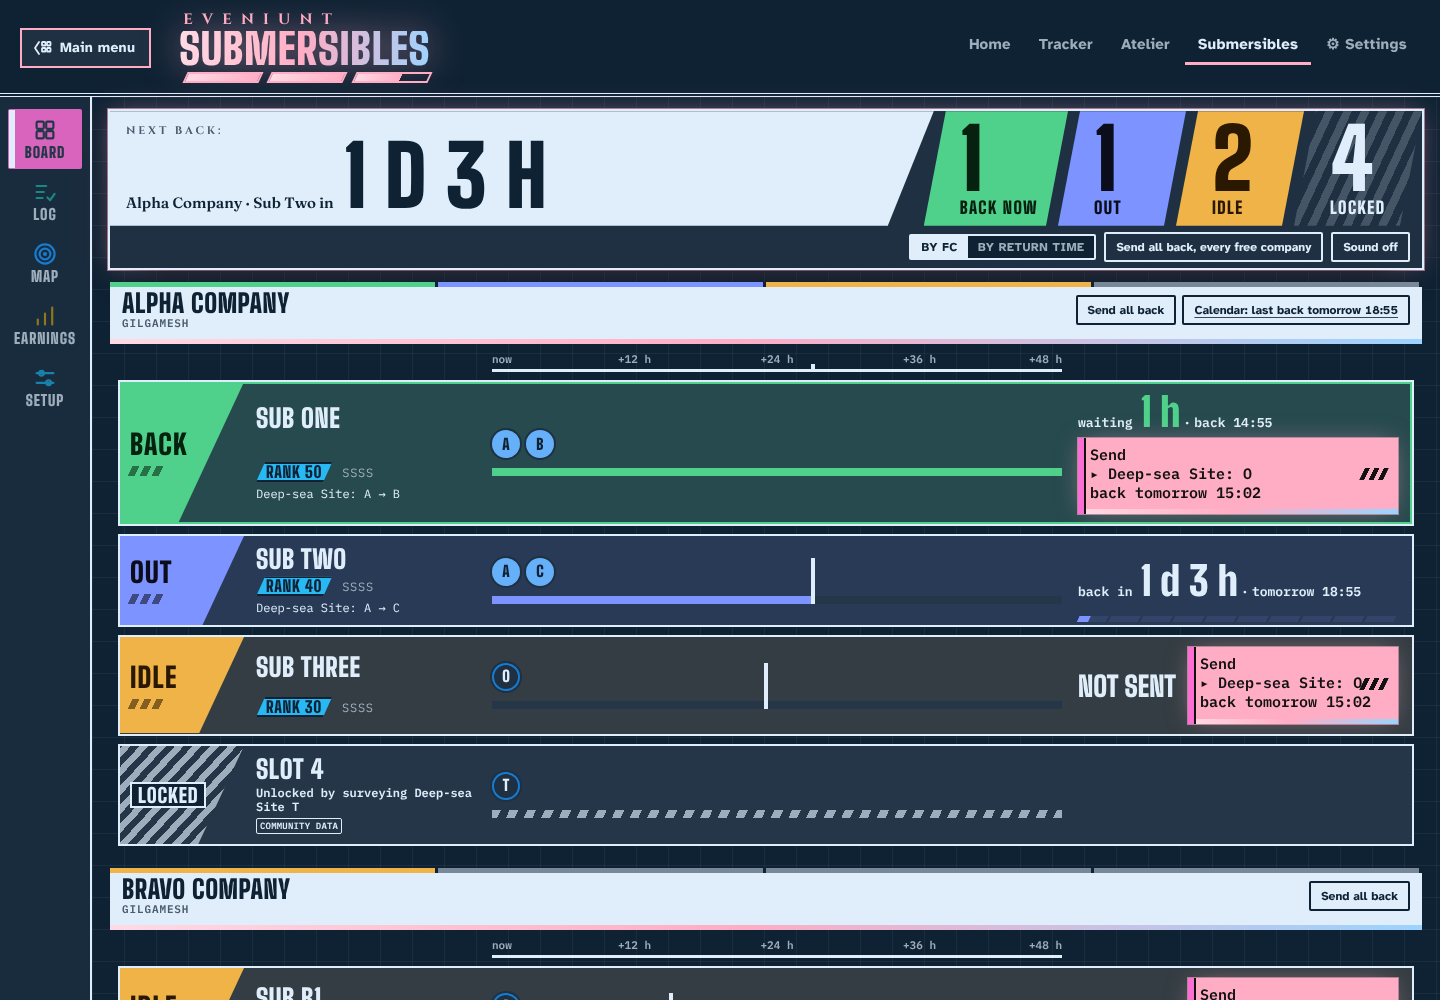 Main menu
EVENIUNT
SUBMERSIBLES
Home
Tracker
Atelier
Submersibles
⚙ Settings
BOARD
LOG
MAP
EARNINGS
SETUP
NEXT BACK:
Alpha Company · Sub Two in 1D3H
1 BACK NOW
1 OUT
2 IDLE
4 LOCKED
BY FC
BY RETURN TIME
Send all back, every free company
Sound off
ALPHA COMPANY
GILGAMESH
Send all back
Calendar: last back tomorrow 18:55
now +12 h +24 h +36 h +48 h
BACK
SUB ONE
RANK 50 SSSS
Deep-sea Site: A → B
A B
waiting 1h · back 14:55
Send
▸ Deep-sea Site: O
back tomorrow 15:02
OUT
SUB TWO
RANK 40 SSSS
Deep-sea Site: A → C
A C
back in 1d3h · tomorrow 18:55
IDLE
SUB THREE
RANK 30 SSSS
O
NOT SENT
Send
▸ Deep-sea Site: O
back tomorrow 15:02
LOCKED
SLOT 4
Unlocked by surveying Deep-sea
Site T
COMMUNITY DATA
T
BRAVO COMPANY
GILGAMESH
Send all back
now +12 h +24 h +36 h +48 h
IDLE
SUB B1
Send